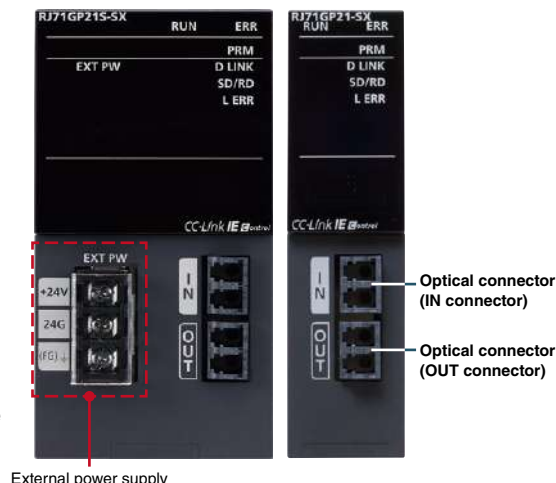 RJ71GP21S-SX
RUN ERR
PRM
EXT PW D LINK
SD/RD
L ERR
CC-Link IE Control
EXT PW
+24V
24G
(FG)
IN
OUT
RJ71GP21-SX
RUN ERR
PRM
D LINK
SD/RD
L ERR
CC-Link IE Control
IN
OUT
Optical connector
(IN connector)
Optical connector
(OUT connector)
External power supply